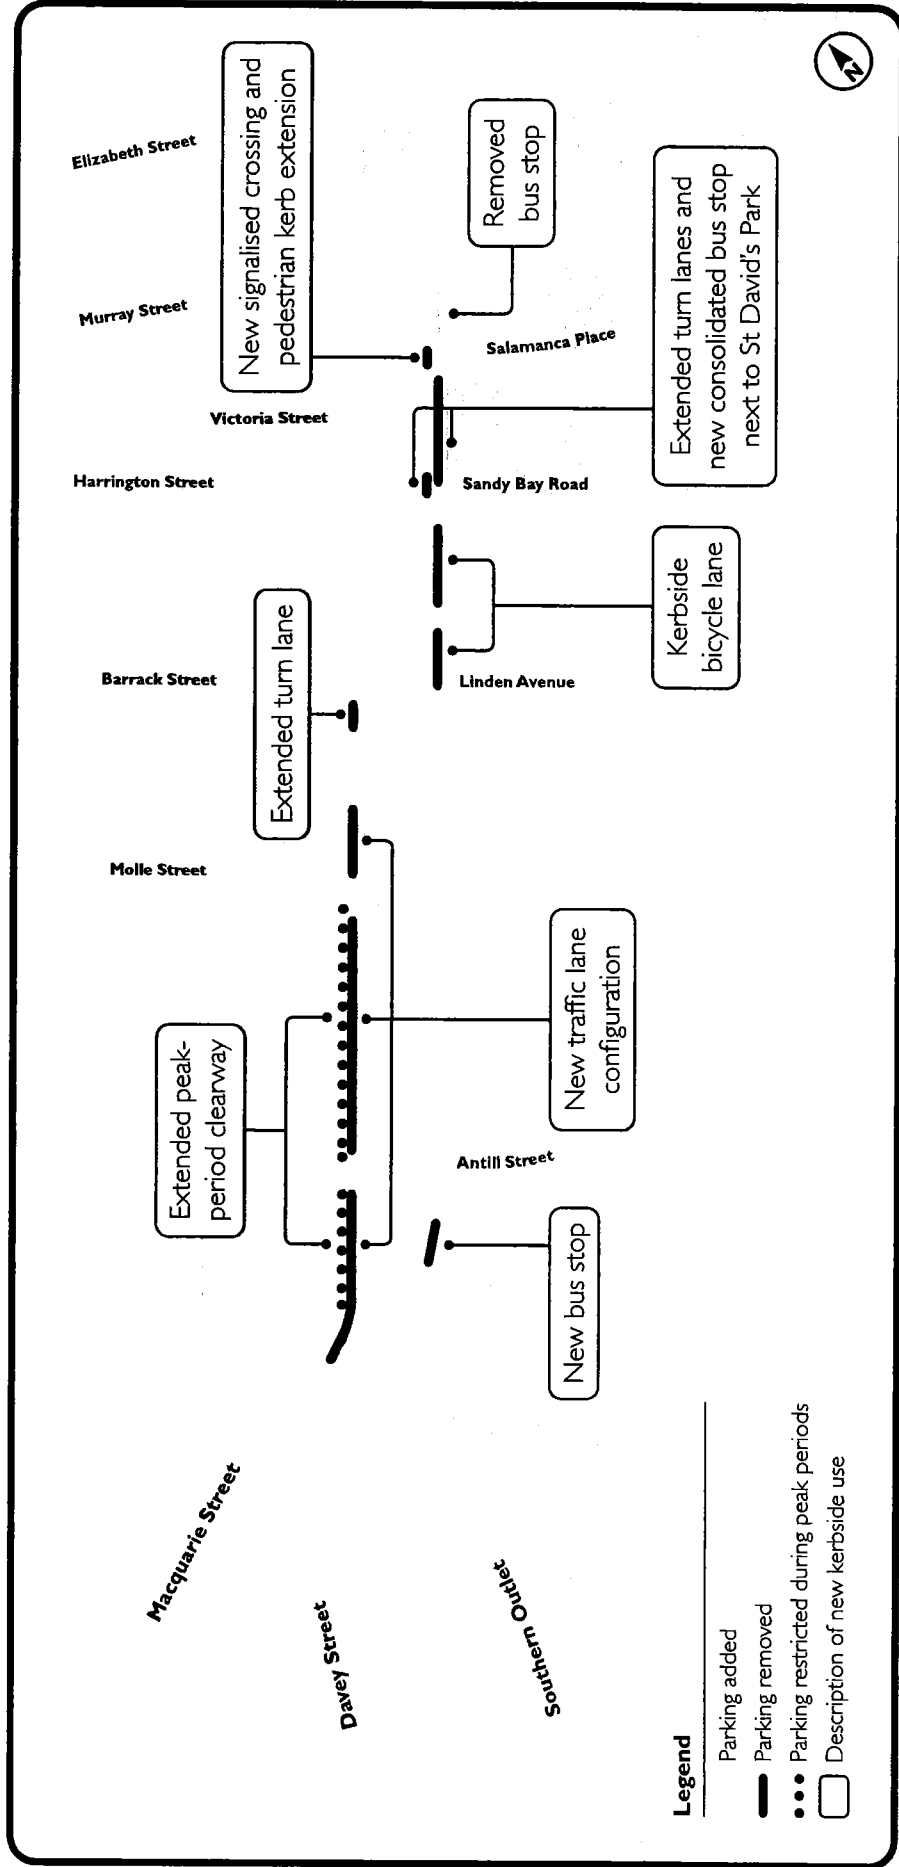 Elizabeth Street
Murray Street
Victoria Street
Harrington Street
Barrack Street
Molle Street
Macquarie Street
Davey Street
Southern Outlet
Antill Street
Linden Avenue
Sandy Bay Road
Salamanca Place
New signalised crossing and
pedestrian kerb extension
Removed
bus stop
Extended turn lanes and
new consolidated bus stop
next to St David's Park
Kerbside
bicycle lane
Extended turn lane
Extended peak-
period clearway
New traffic lane
configuration
New bus stop
Legend
Parking added
Parking removed
Parking restricted during peak periods
Description of new kerbside use
N